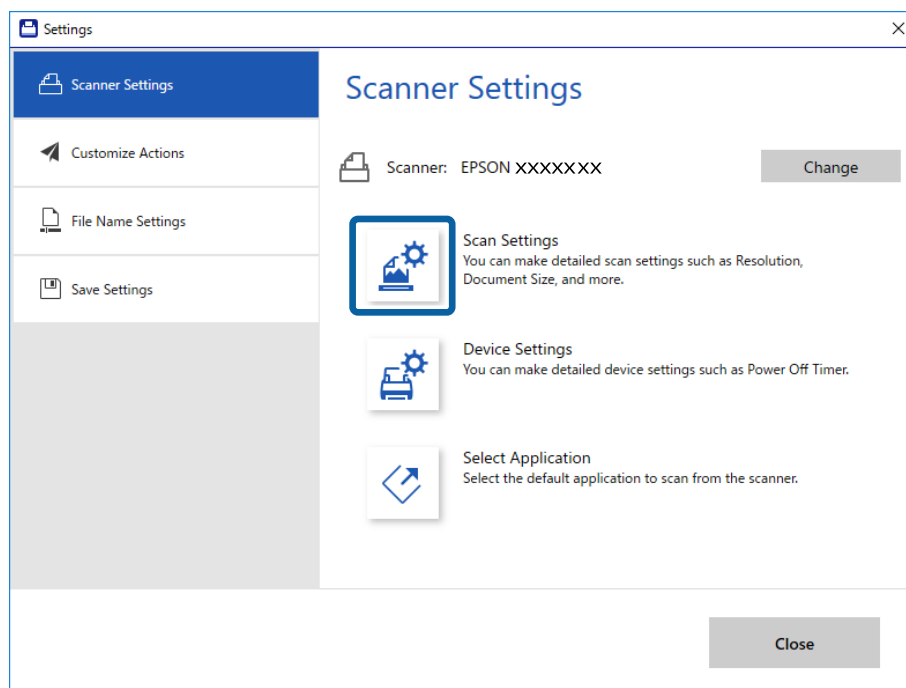 Settings
Scanner Settings
Customize Actions
File Name Settings
Save Settings
Scanner Settings
Scanner: EPSON XXXXXXX
Change
Scan Settings
You can make detailed scan settings such as Resolution,
Document Size, and more.
Device Settings
You can make detailed device settings such as Power Off Timer.
Select Application
Select the default application to scan from the scanner.
Close